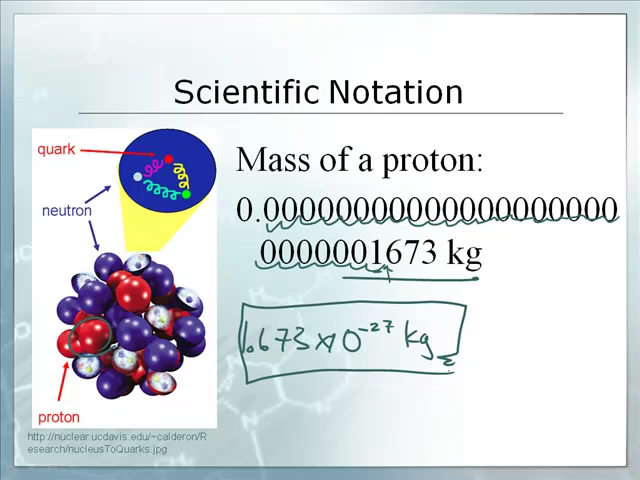 Scientific Notation
quark
neutron
proton
http://nuclear.ucdavis.edu/~calderon/R
esearch/nucleusToQuarks.jpg
Mass of a proton:
0.00000000000000000000
0000001673 kg
1.673 x 10⁻²⁷ kg